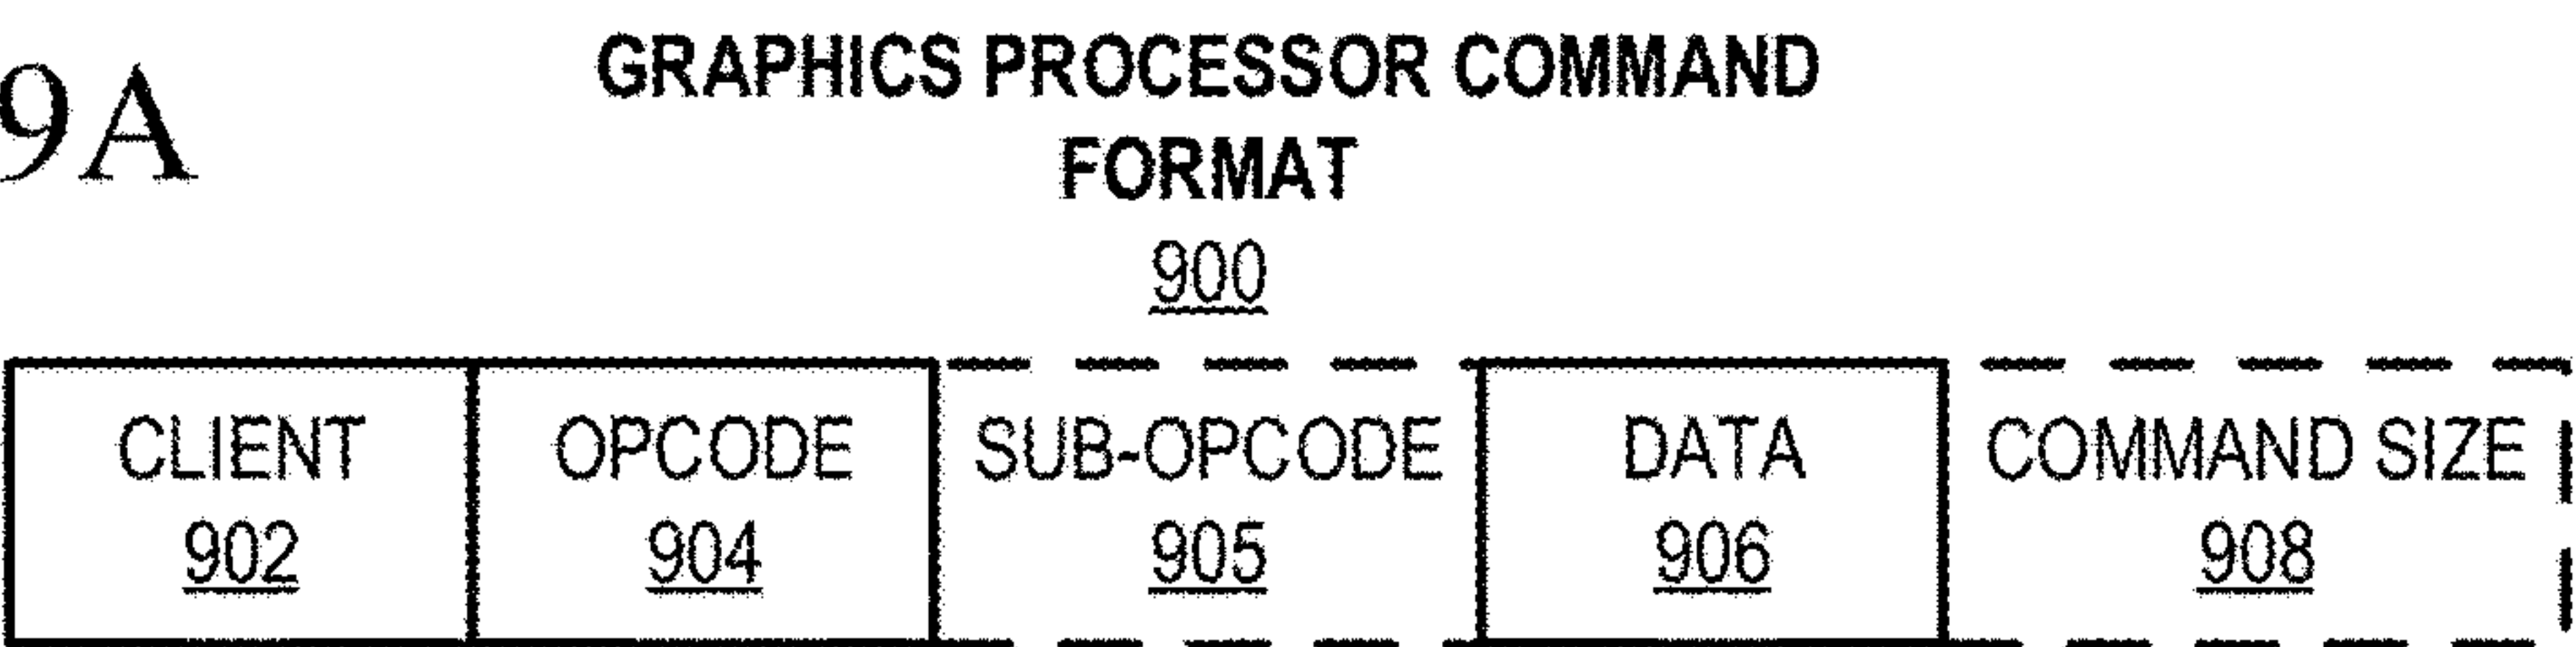 9A
GRAPHICS PROCESSOR COMMAND
FORMAT
900
CLIENT OPCODE SUB-OPCODE DATA COMMAND SIZE
902 904 905 906 908